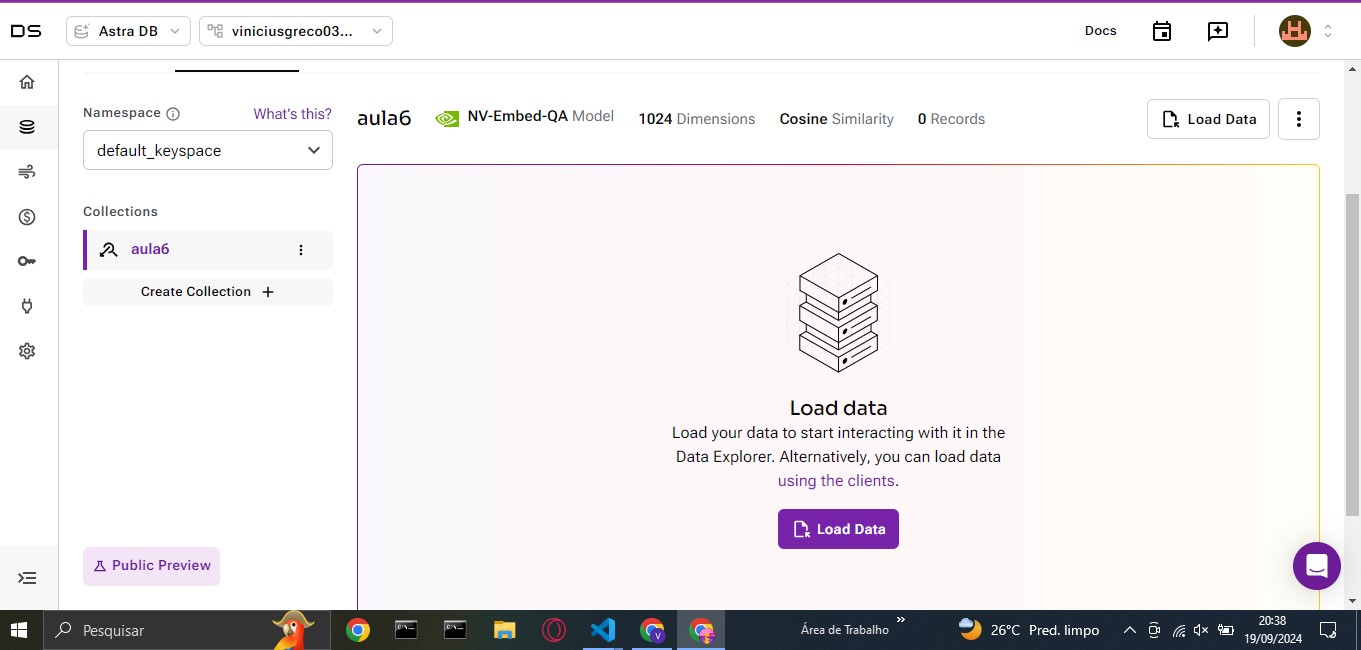 DS
Astra DB
viniciusgreco03...
Docs
Namespace
What's this?
default_keyspace
Collections
aula6
Create Collection +
Public Preview
aula6
NV-Embed-QA Model
1024 Dimensions
Cosine Similarity
0 Records
Load Data
Load data
Load your data to start interacting with it in the
Data Explorer. Alternatively, you can load data
using the clients.
Load Data
Pesquisar
Área de Trabalho
26°C Pred. limpo
20:38
19/09/2024